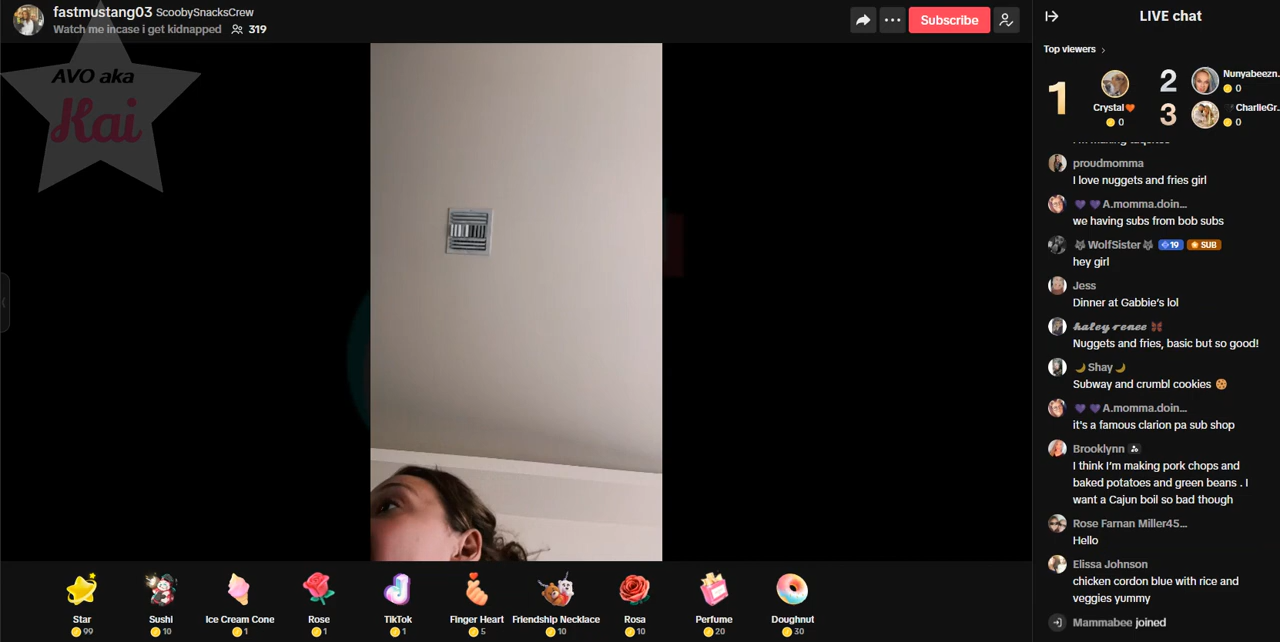 fastmustang03 ScoobySnacksCrew
Watch me incase i get kidnapped 319
Subscribe
LIVE chat
AVO aka
Kai
Top viewers
1
Crystal
0
2
Nunyabeezn...
0
3
CharlieGr...
0
proudmomma
I love nuggets and fries girl
A.momma.doin...
we having subs from bob subs
WolfSister 19 SUB
hey girl
Jess
Dinner at Gabbie's lol
haley renee
Nuggets and fries, basic but so good!
Shay
Subway and crumbl cookies
A.momma.doin...
it's a famous clarion pa sub shop
Brooklynn
I think I'm making pork chops and
baked potatoes and green beans . I
want a Cajun boil so bad though
Rose Farnan Miller45...
Hello
Elissa Johnson
chicken cordon blue with rice and
veggies yummy
Mammabee joined
Star
99
Sushi
10
Ice Cream Cone
1
Rose
1
TikTok
1
Finger Heart
5
Friendship Necklace
10
Rosa
10
Perfume
20
Doughnut
30